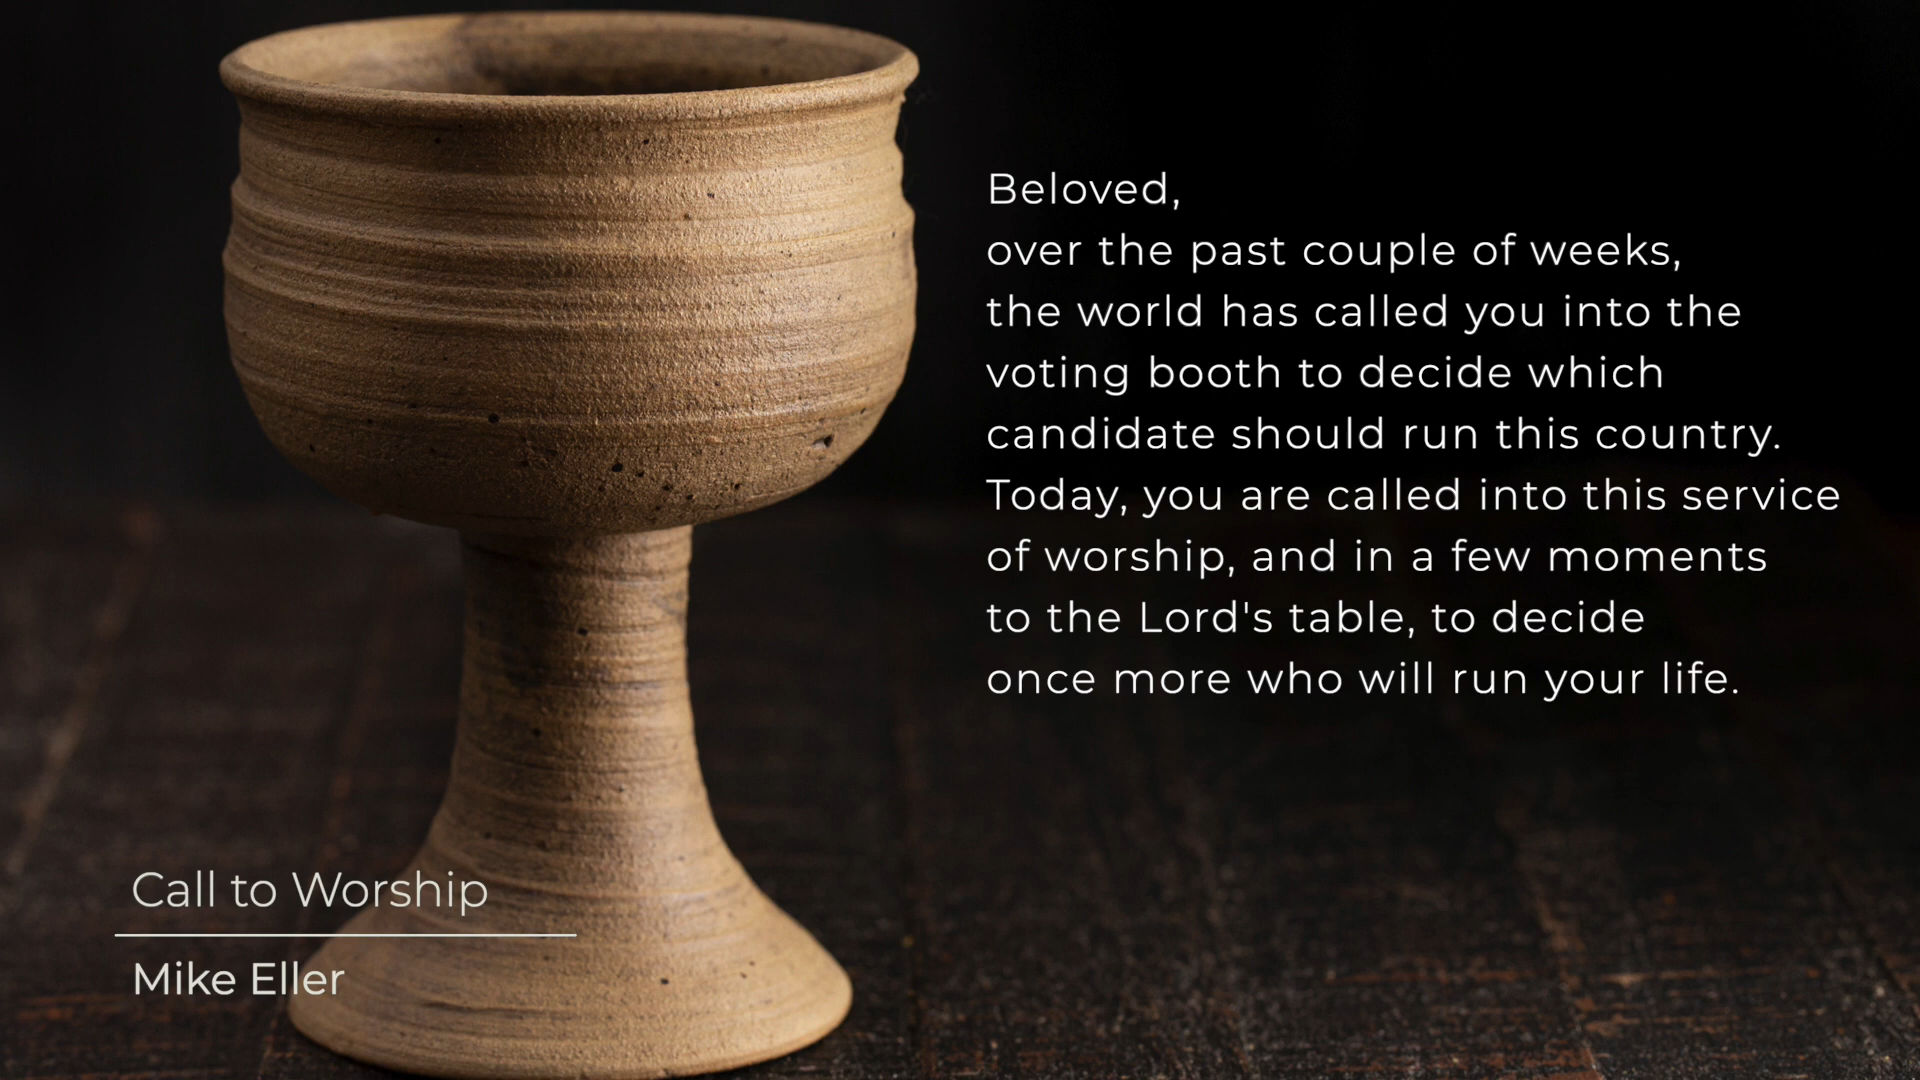 Beloved,
over the past couple of weeks,
the world has called you into the
voting booth to decide which
candidate should run this country.
Today, you are called into this service
of worship, and in a few moments
to the Lord's table, to decide
once more who will run your life.
Call to Worship
Mike Eller